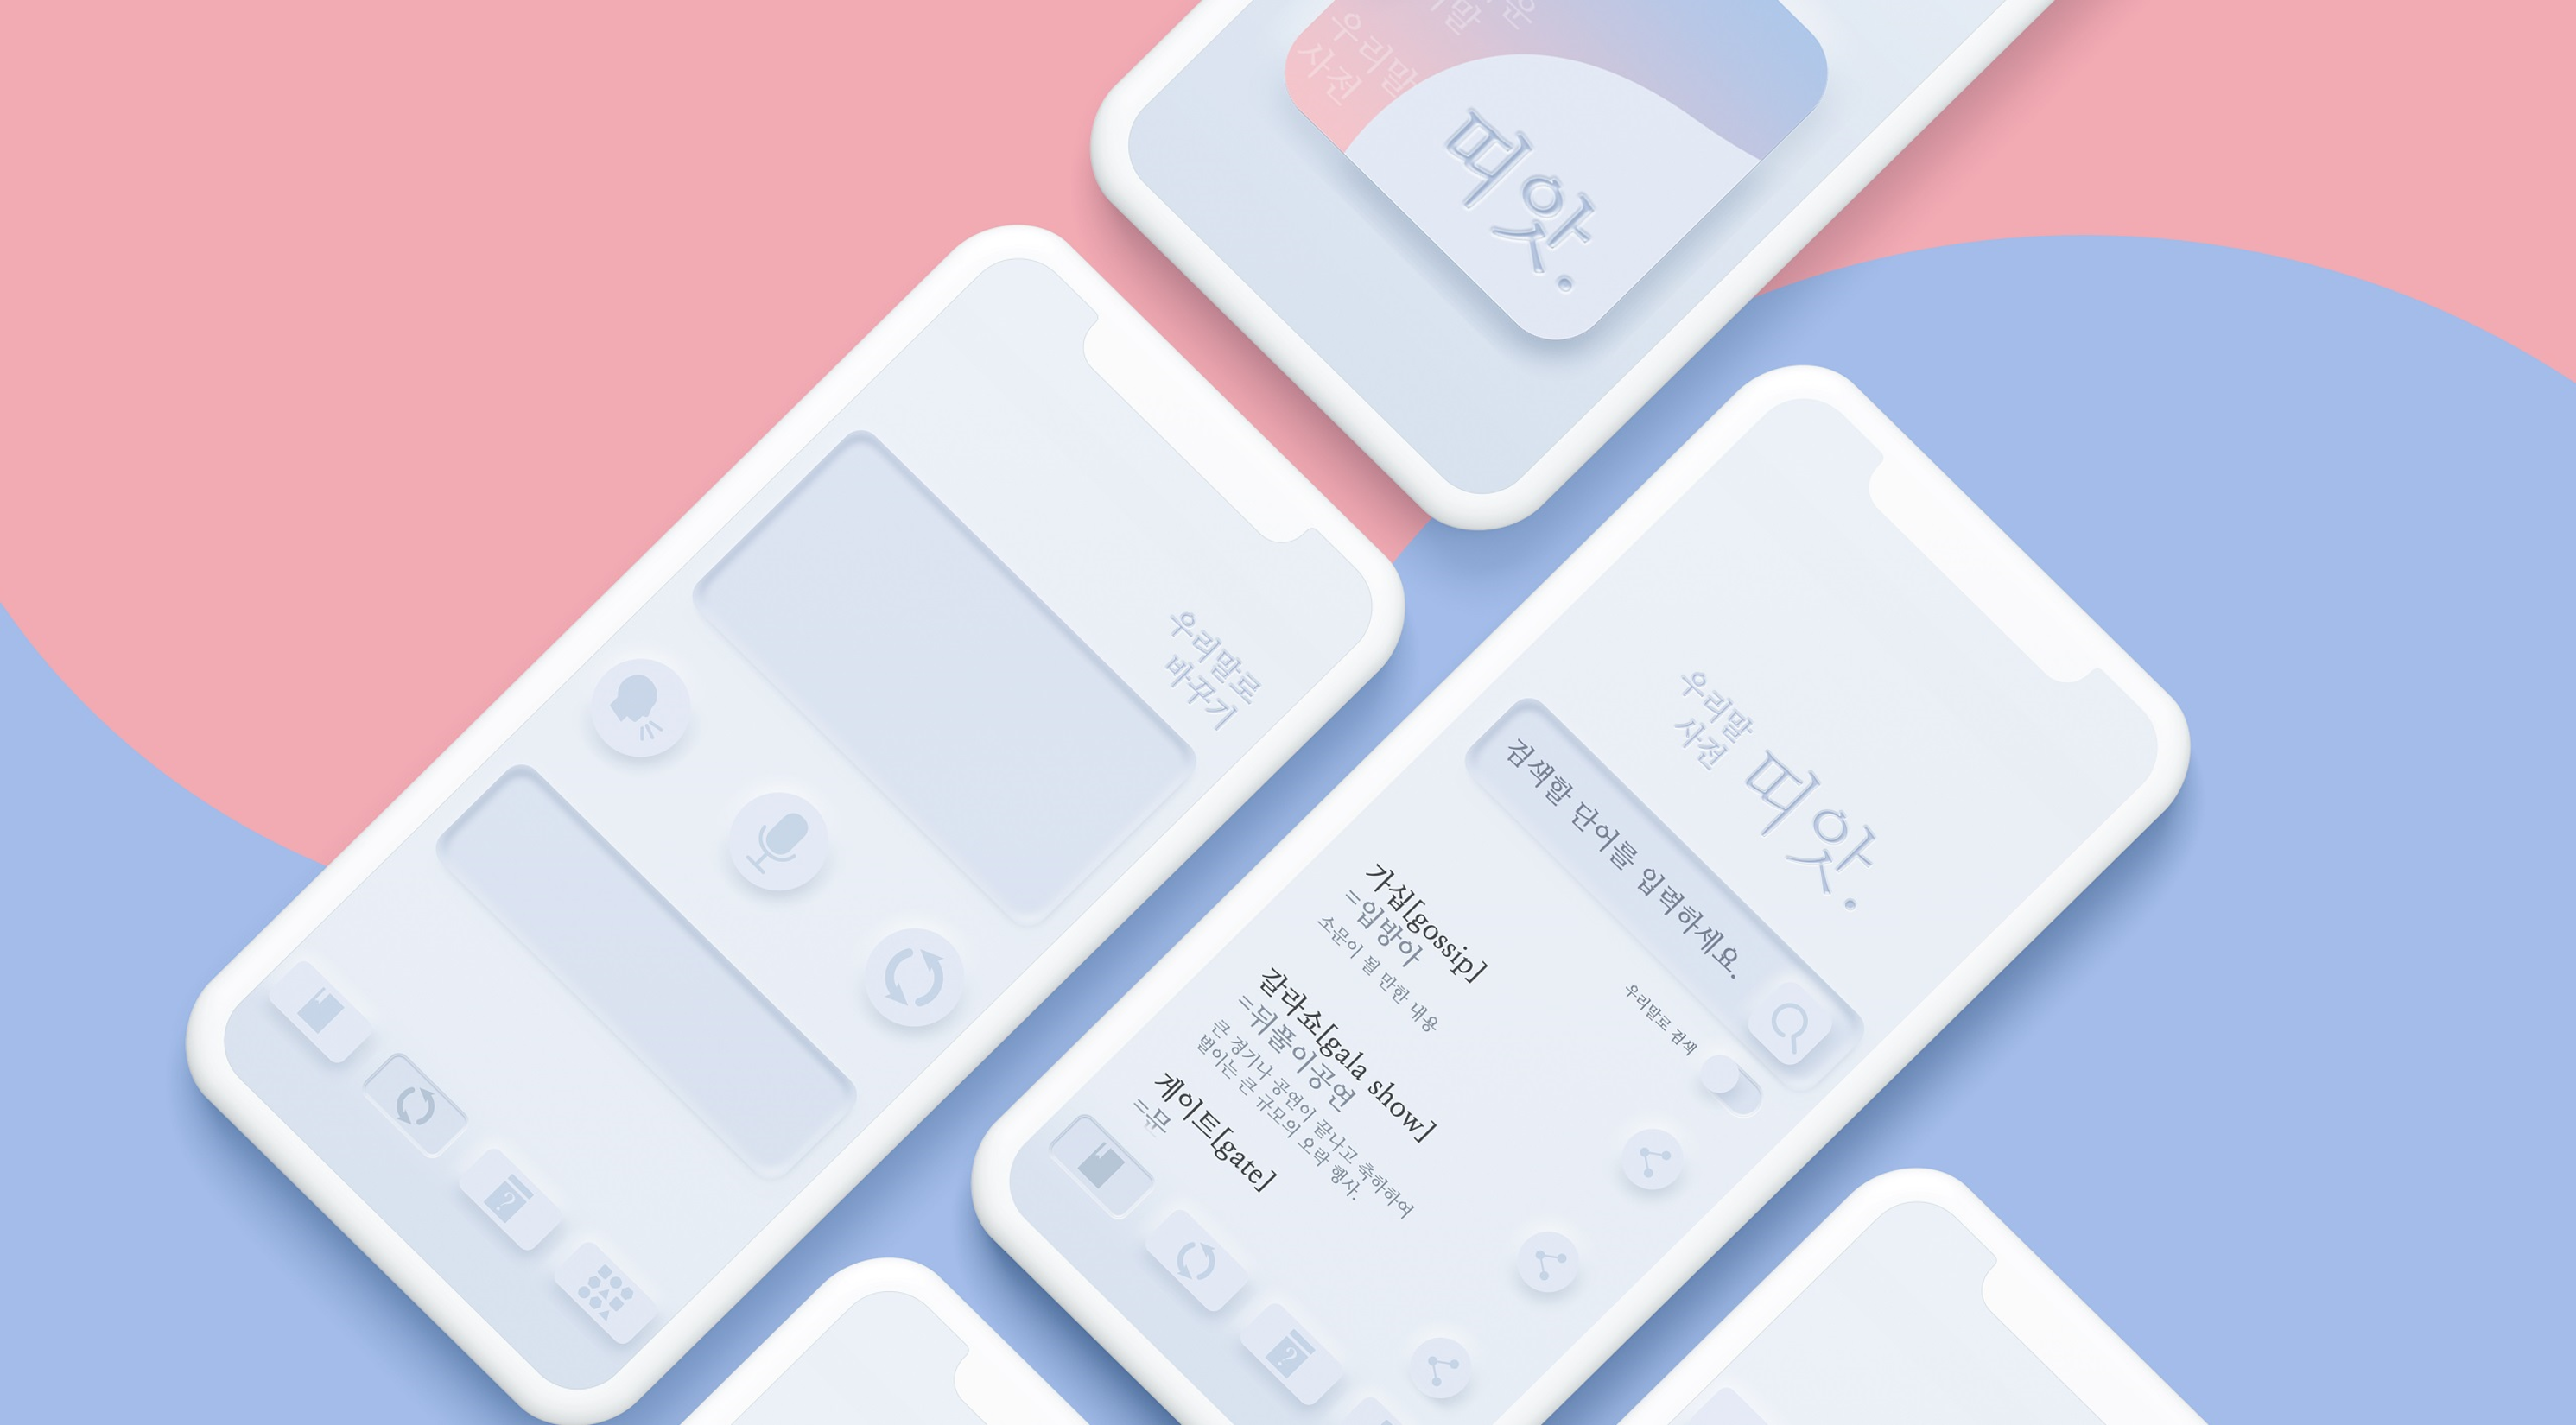 우리말
사전
띠앗.
우리말로
바꾸기
우리말
사전
띠앗.
검색할 단어를 입력하세요.
우리말로 검색
가십[gossip]
=입방아
소문이 될 만한 내용
갈라쇼[gala show]
=뒤풀이공연
큰 경기나 공연이 끝나고 축하하여
벌이는 큰 규모의 오락 행사.
게이트[gate]
=문